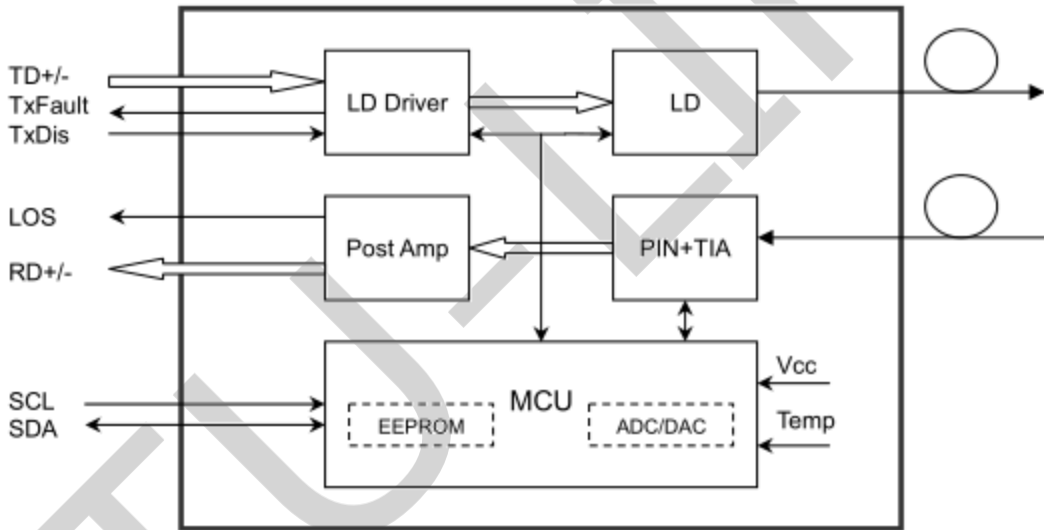 TD+/-
TxFault
TxDis
LD Driver
LD
LOS
RD+/-
Post Amp
PIN+TIA
SCL
SDA
MCU
EEPROM
ADC/DAC
Vcc
Temp